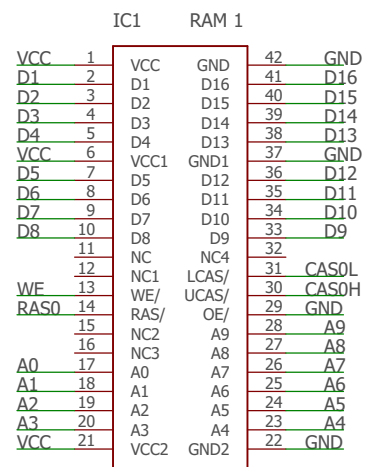 IC1 RAM 1
VCC 1 VCC GND 42 GND
D1 2 D1 D16 41 D16
D2 3 D2 D15 40 D15
D3 4 D3 D14 39 D14
D4 5 D4 D13 38 D13
VCC 6 VCC1 GND1 37 GND
D5 7 D5 D12 36 D12
D6 8 D6 D11 35 D11
D7 9 D7 D10 34 D10
D8 10 D8 D9 33 D9
11 NC NC4 32
12 NC1 LCAS/ 31 CAS0L
WE 13 WE/ UCAS/ 30 CAS0H
RAS0 14 RAS/ OE/ 29 GND
15 NC2 A9 28 A9
16 NC3 A8 27 A8
A0 17 A0 A7 26 A7
A1 18 A1 A6 25 A6
A2 19 A2 A5 24 A5
A3 20 A3 A4 23 A4
VCC 21 VCC2 GND2 22 GND